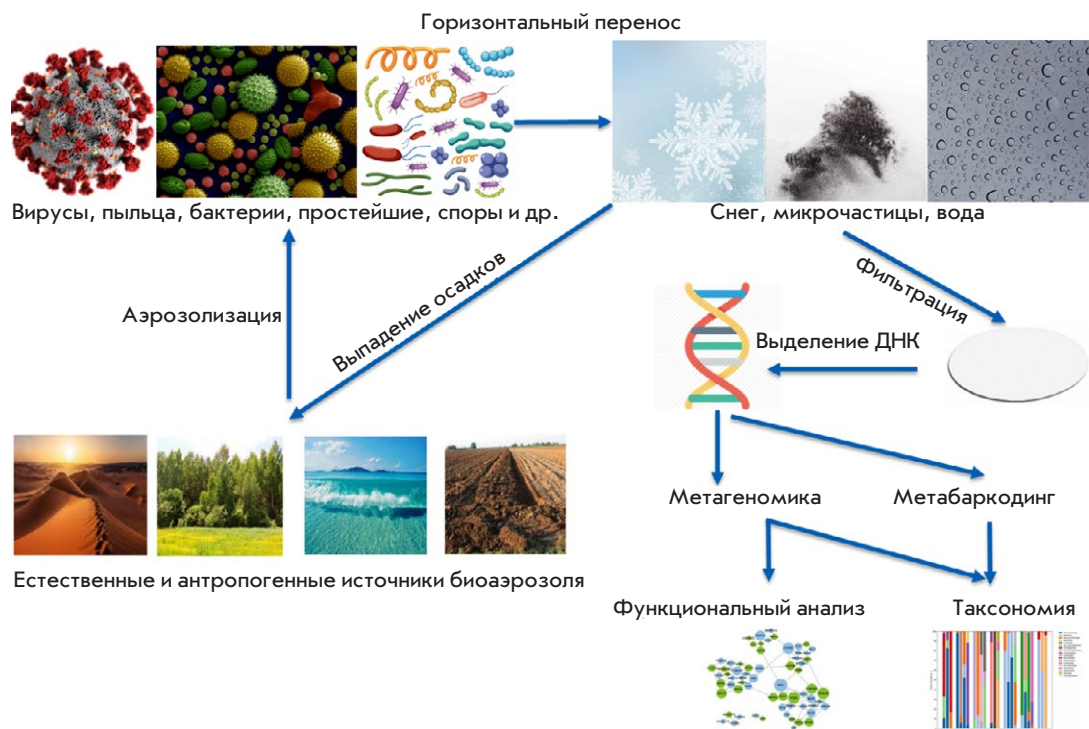 Горизонтальный перенос
Вирусы, пыльца, бактерии, простейшие, споры и др.
Снег, микрочастицы, вода
Аэрозолизация
Выпадение осадков
Фильтрация
Выделение ДНК
Метагеномика
Метабаркодинг
Естественные и антропогенные источники биоаэрозоля
Функциональный анализ
Таксономия